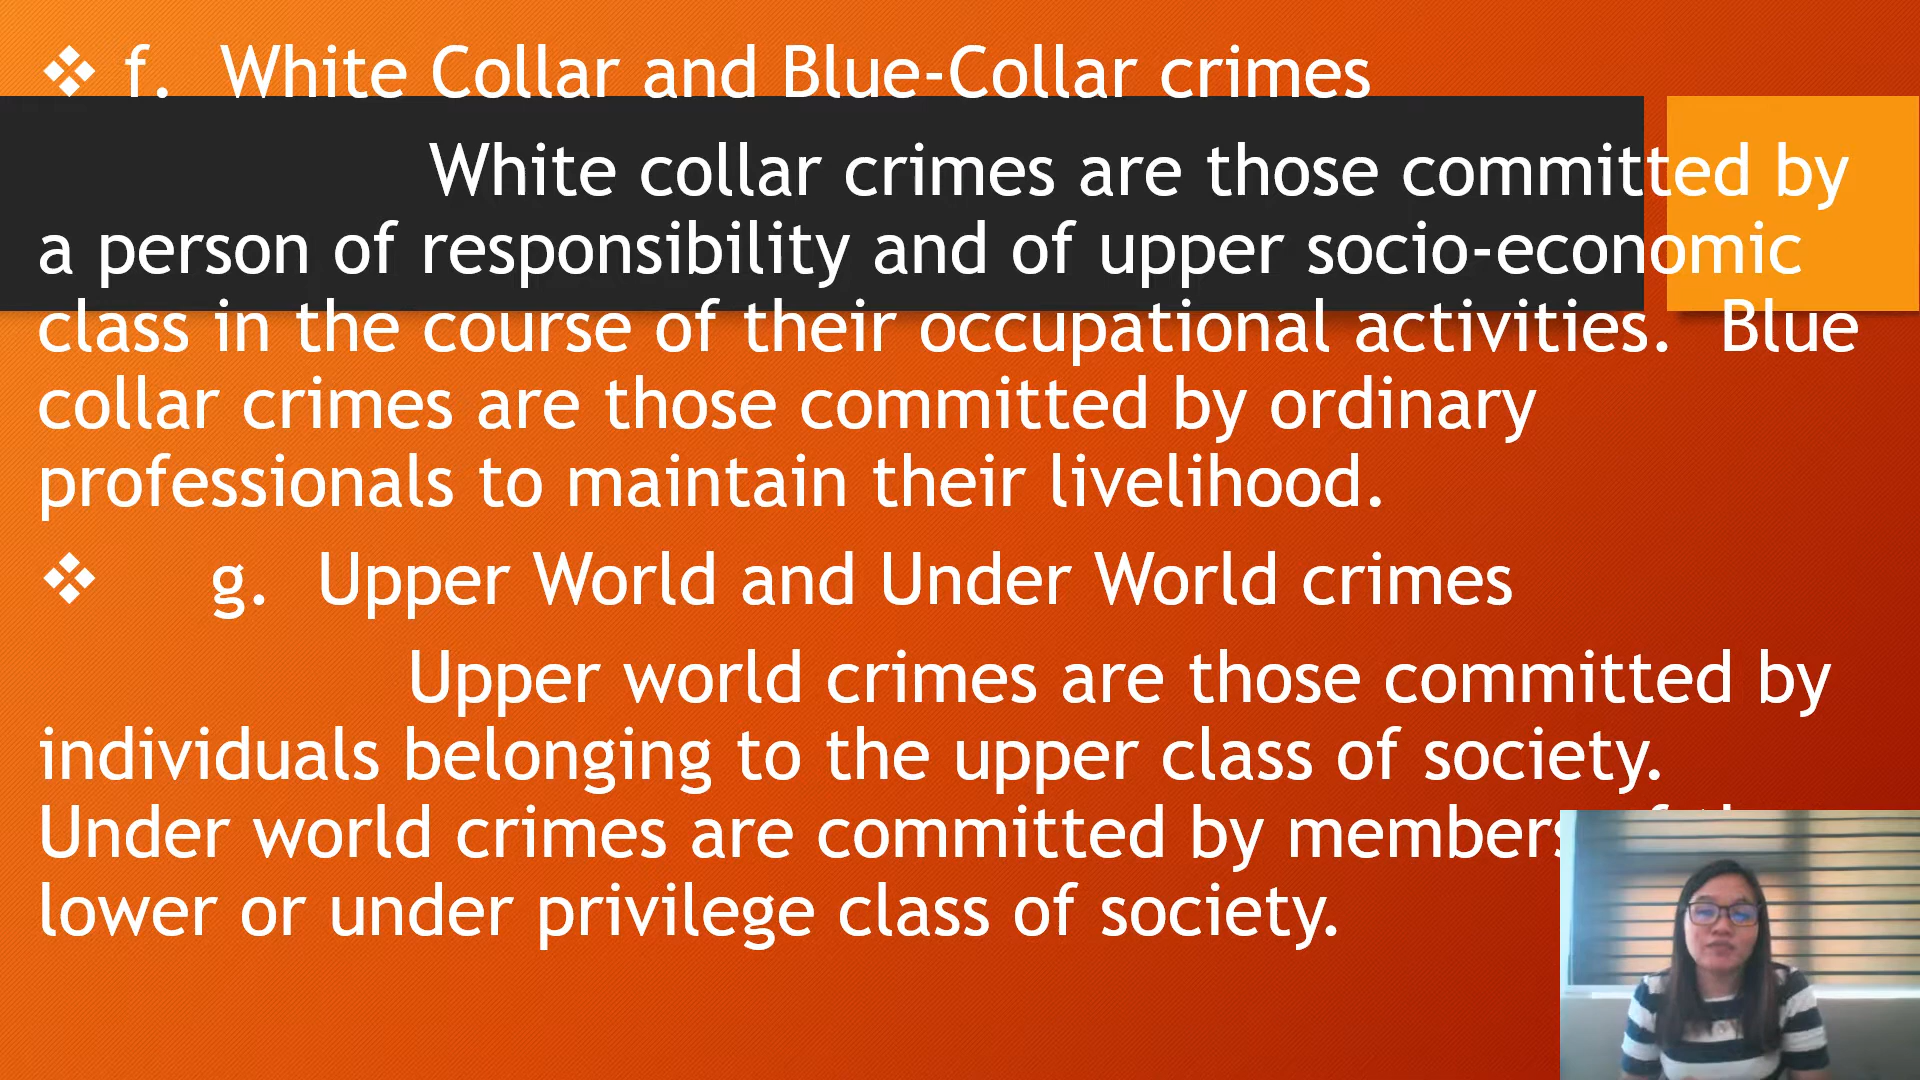 ❖ f. White Collar and Blue-Collar crimes
White collar crimes are those committed by
a person of responsibility and of upper socio-economic
class in the course of their occupational activities. Blue
collar crimes are those committed by ordinary
professionals to maintain their livelihood.
❖ g. Upper World and Under World crimes
Upper world crimes are those committed by
individuals belonging to the upper class of society.
Under world crimes are committed by members
lower or under privilege class of society.